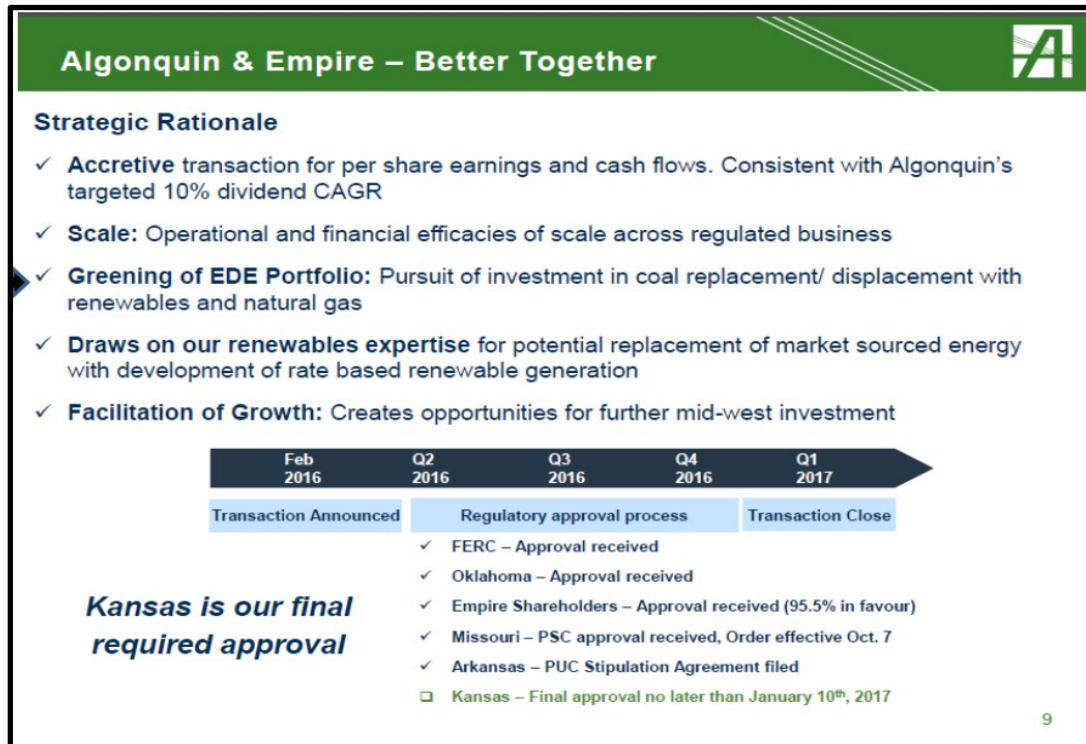 Algonquin & Empire – Better Together
Strategic Rationale
✓ Accretive transaction for per share earnings and cash flows. Consistent with Algonquin's
targeted 10% dividend CAGR
✓ Scale: Operational and financial efficacies of scale across regulated business
✓ Greening of EDE Portfolio: Pursuit of investment in coal replacement/ displacement with
renewables and natural gas
✓ Draws on our renewables expertise for potential replacement of market sourced energy
with development of rate based renewable generation
✓ Facilitation of Growth: Creates opportunities for further mid-west investment
Feb Q2 Q3 Q4 Q1
2016 2016 2016 2016 2017
Transaction Announced Regulatory approval process Transaction Close
✓ FERC – Approval received
✓ Oklahoma – Approval received
✓ Empire Shareholders – Approval received (95.5% in favour)
✓ Missouri – PSC approval received, Order effective Oct. 7
✓ Arkansas – PUC Stipulation Agreement filed
❑ Kansas – Final approval no later than January 10th, 2017
Kansas is our final
required approval
9